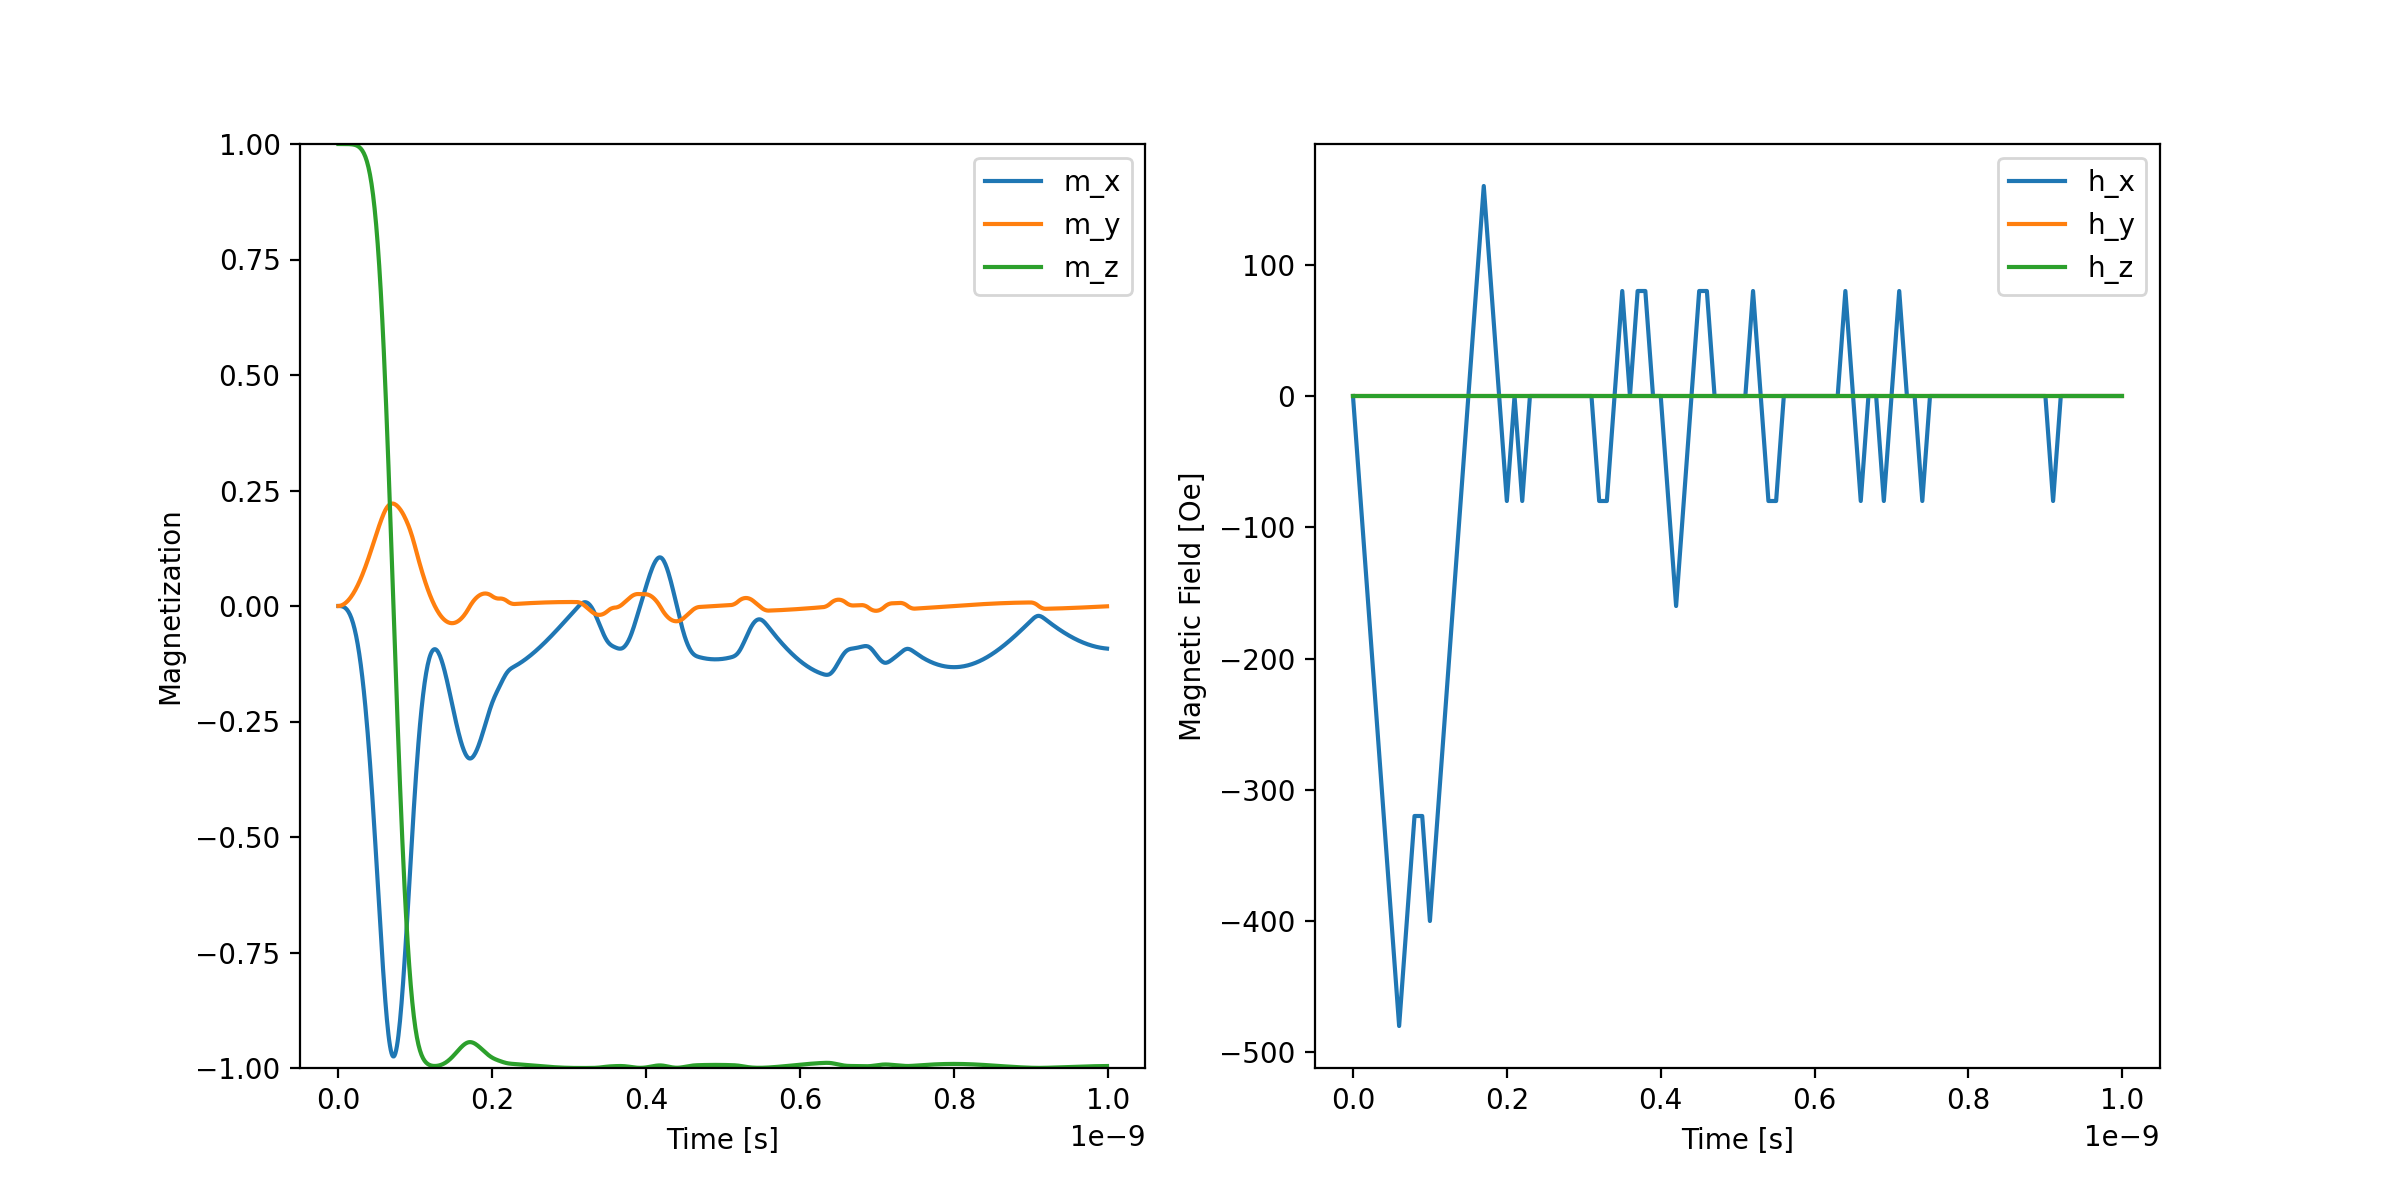 Magnetization
1.00
0.75
0.50
0.25
0.00
−0.25
−0.50
−0.75
−1.00
m_x
m_y
m_z
0.0 0.2 0.4 0.6 0.8 1.0
Time [s]
1e−9
Magnetic Field [Oe]
100
0
−100
−200
−300
−400
−500
h_x
h_y
h_z
0.0 0.2 0.4 0.6 0.8 1.0
Time [s]
1e−9